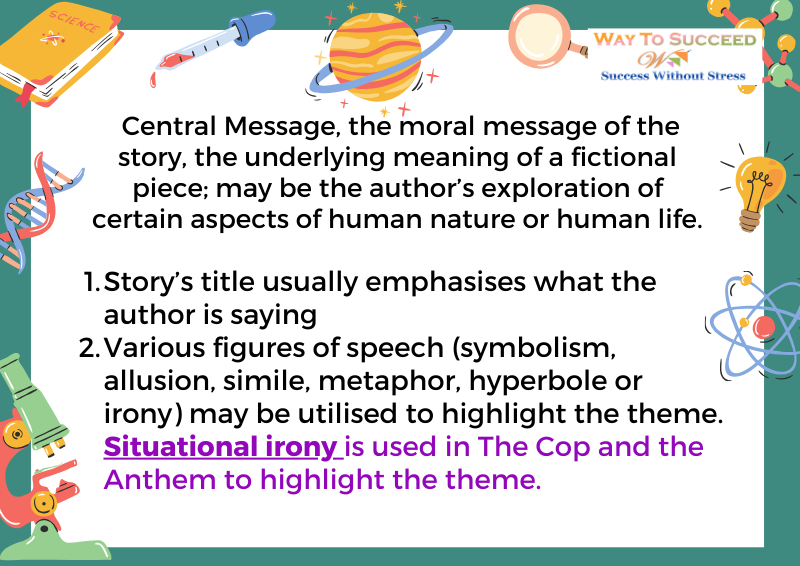 SCIENCE
WAY TO SUCCEED
W
Success Without Stress
Central Message, the moral message of the
story, the underlying meaning of a fictional
piece; may be the author’s exploration of
certain aspects of human nature or human life.
1. Story’s title usually emphasises what the
author is saying
2. Various figures of speech (symbolism,
allusion, simile, metaphor, hyperbole or
irony) may be utilised to highlight the theme.
Situational irony is used in The Cop and the
Anthem to highlight the theme.